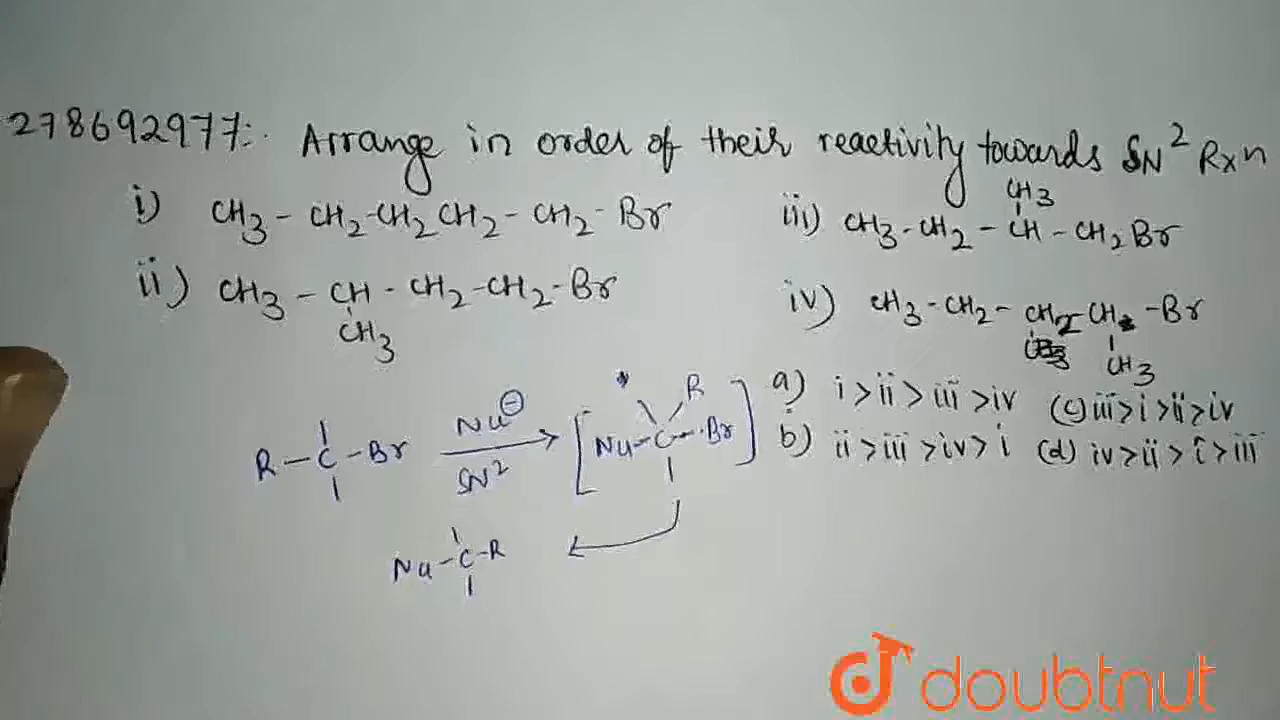 278692977:. Arrange in order of their reactivity towards SN² Rxn
i) CH3 - CH2-CH2 CH2 - CH2 - Br
ii) CH3 - CH - CH2 - CH2 - Br
CH3
CH3
iii) CH3 - CH2 - CH - CH2 Br
iv) CH3 - CH2 - CH2 CH - Br
CH3
a) i > ii > iii > iv
(c) iii > i > ii > iv
b) ii > iii > iv > i
(d) iv > ii > i > iii
R - C - Br
Nu⊖
SN²
[Nu - C - Br
R]
Nu - C - R
doubtnut